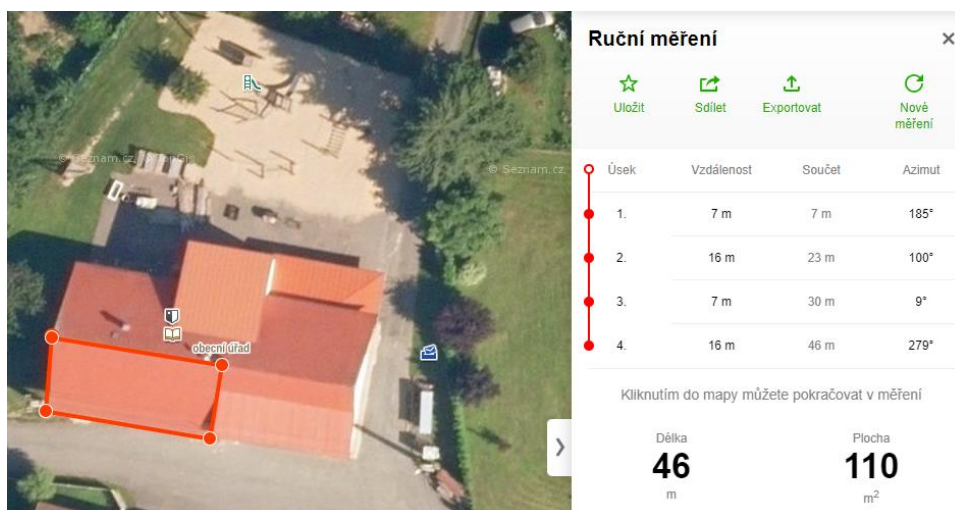 © Seznam.cz, © TopGis
© Seznam.cz,
obecní úřad
Ruční měření
Uložit
Sdílet
Exportovat
Nové
měření
Úsek Vzdálenost Součet Azimut
1. 7 m 7 m 185°
2. 16 m 23 m 100°
3. 7 m 30 m 9°
4. 16 m 46 m 279°
Kliknutím do mapy můžete pokračovat v měření
Délka
46
m
Plocha
110
m²